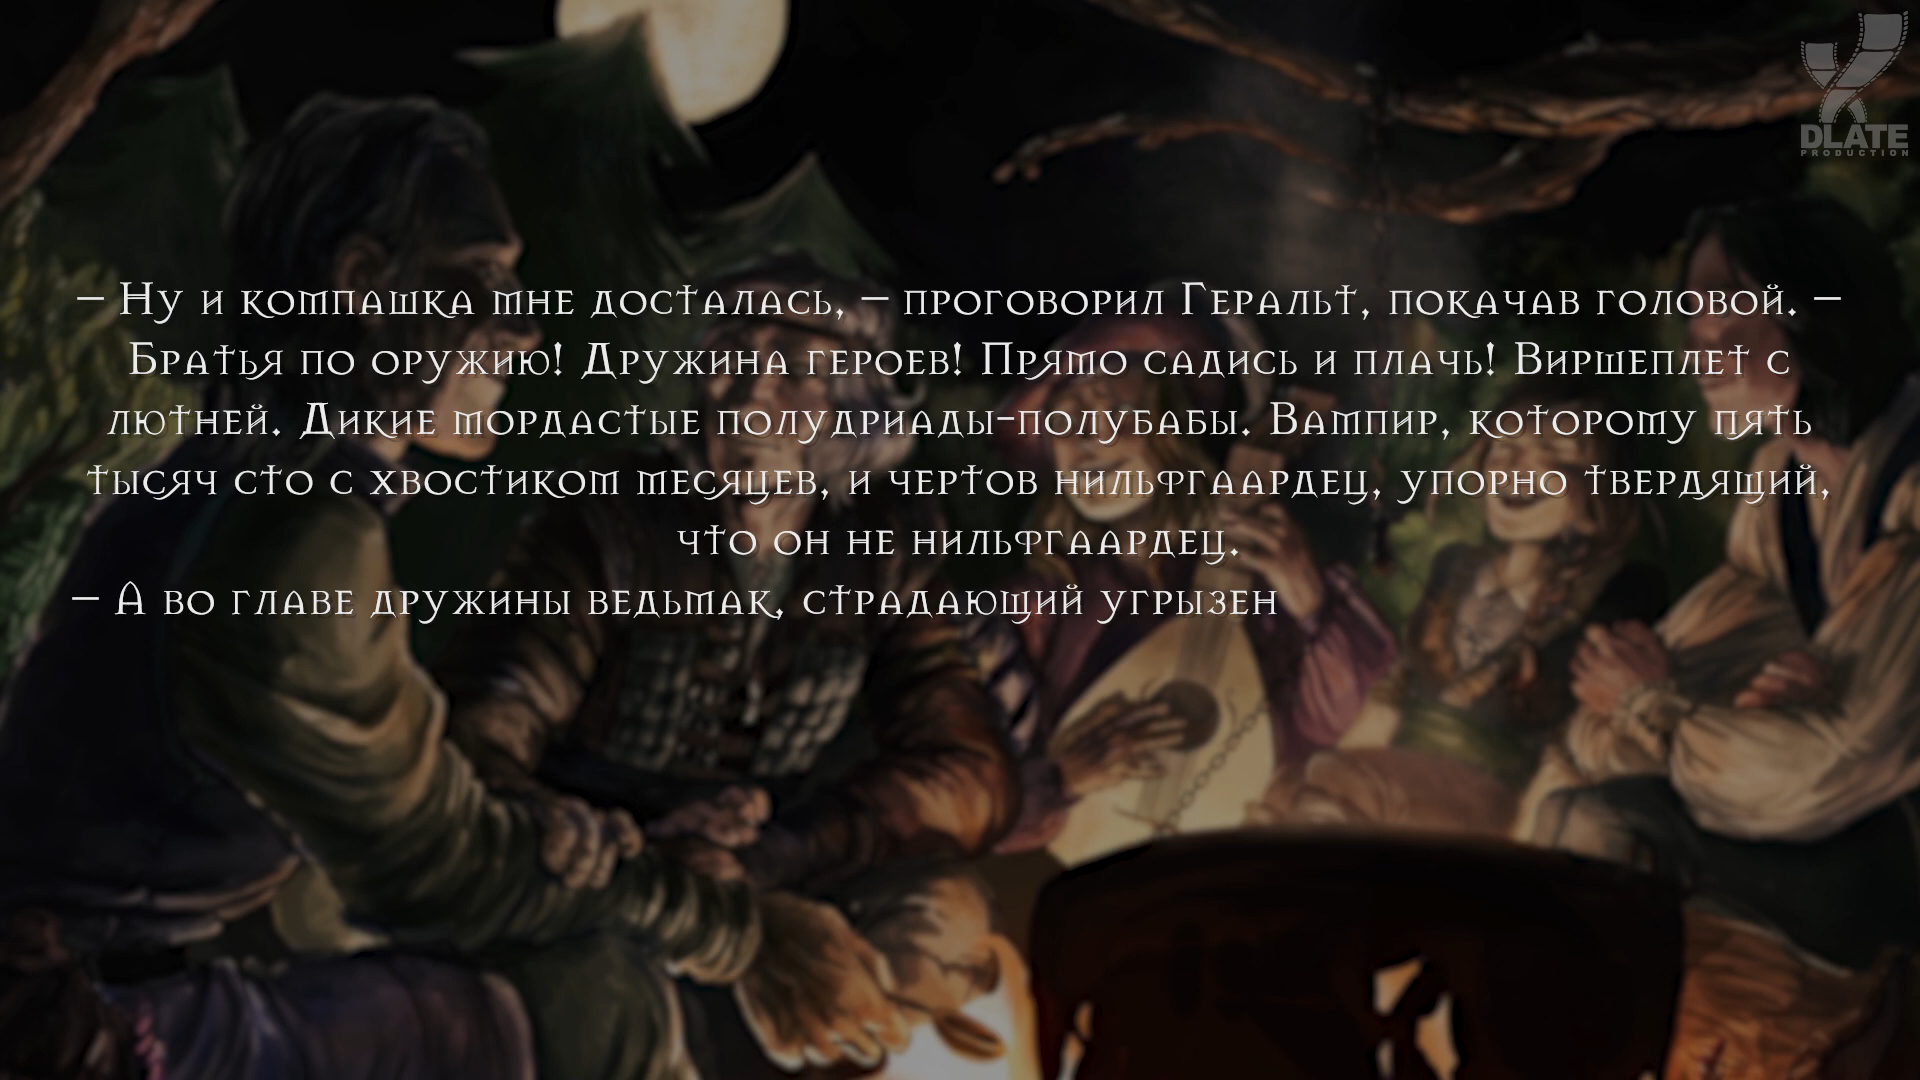 – Ну и компашка мне досталась, – проговорил Геральт, покачав головой. –
Братья по оружию! Дружина героев! Прямо садись и плачь! Виршеплет с
лютней. Дикие мордастые полудриады-полубабы. Вампир, которому пять
тысяч сто с хвостиком месяцев, и чертов нильфгаардец, упорно твердящий,
что он не нильфгаардец.
– А во главе дружины ведьмак, страдающий угрызен
DLATE
PRODUCTION